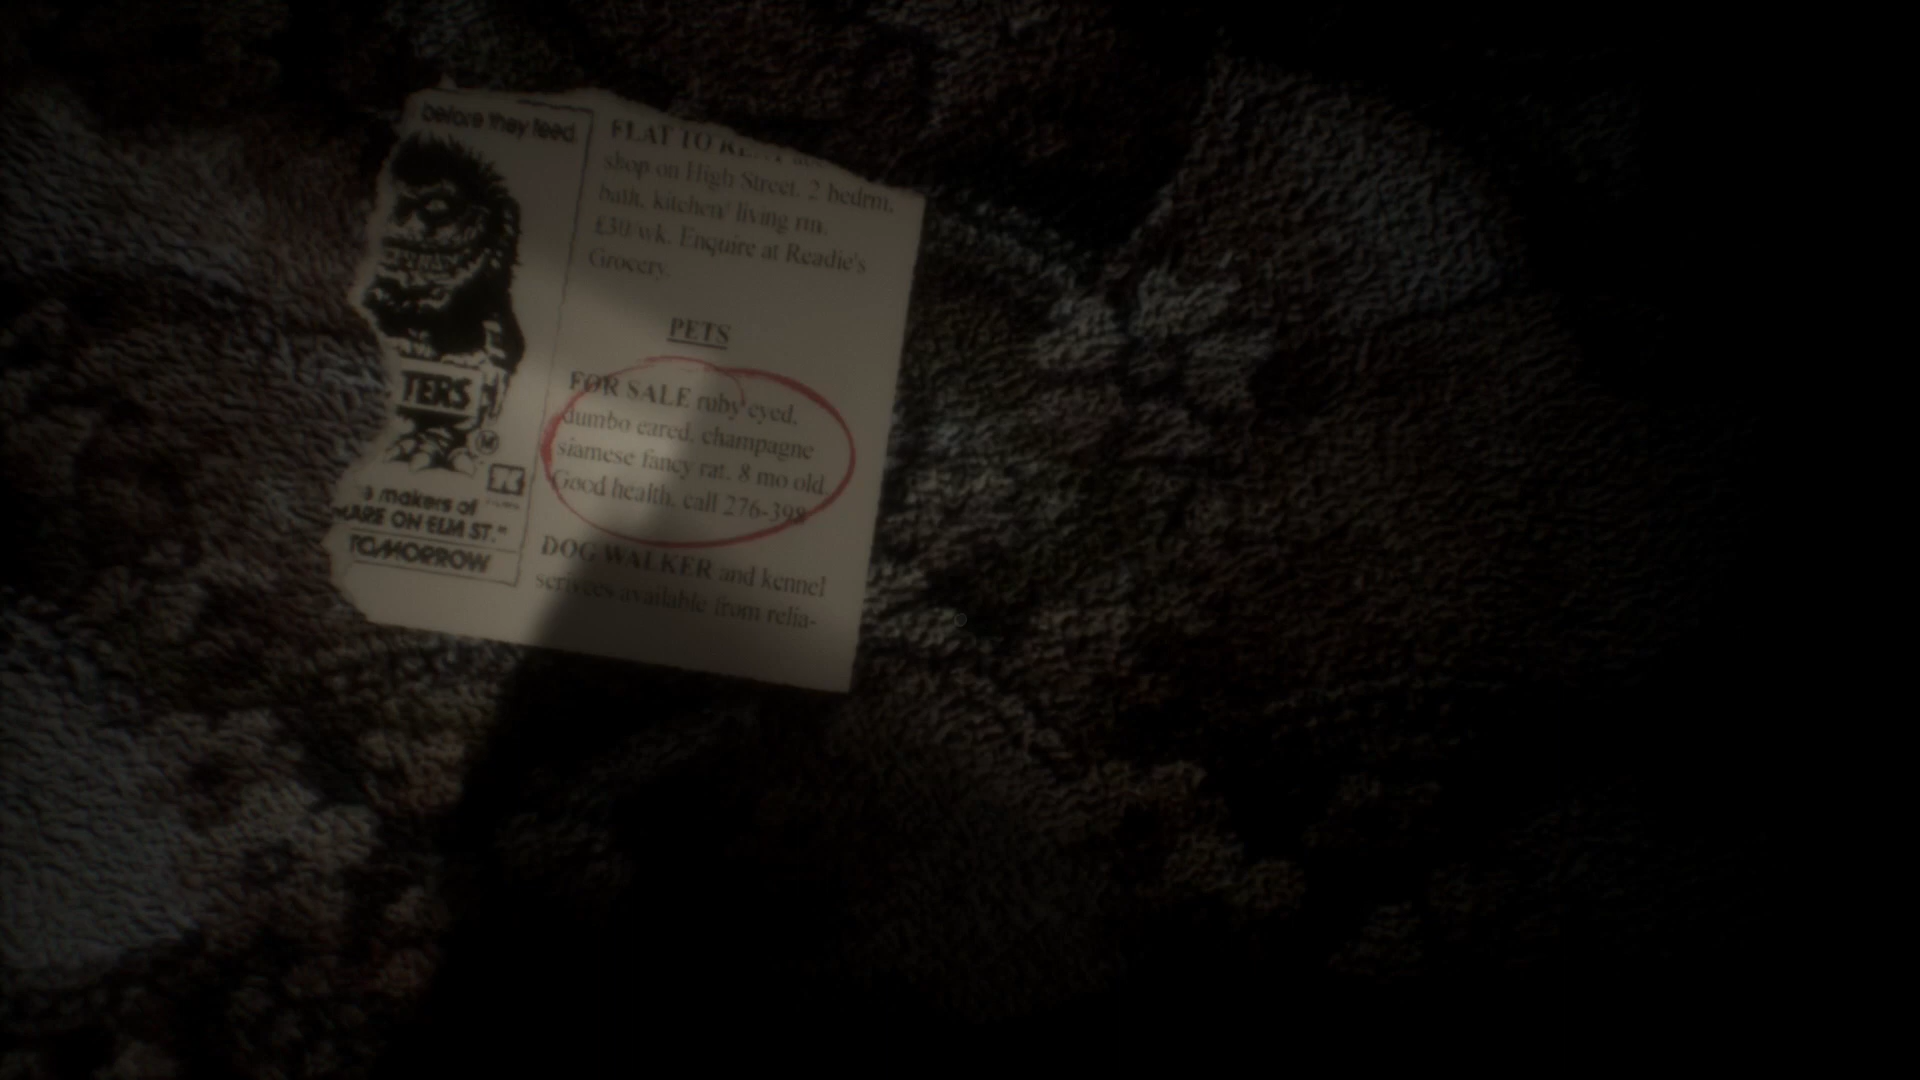 before they feed.
TERS
s makers of
ARE ON ELM ST."
TOMORROW
FLAT TO
shop on High Street. 2 bedrm,
bath, kitchen/ living rm.
£30/wk. Enquire at Readie's
Grocery.
PETS
FOR SALE ruby eyed,
dumbo eared, champagne
siamese fancy rat. 8 mo old.
Good health. call 276-398
DOG WALKER and kennel
serivces available from relia-